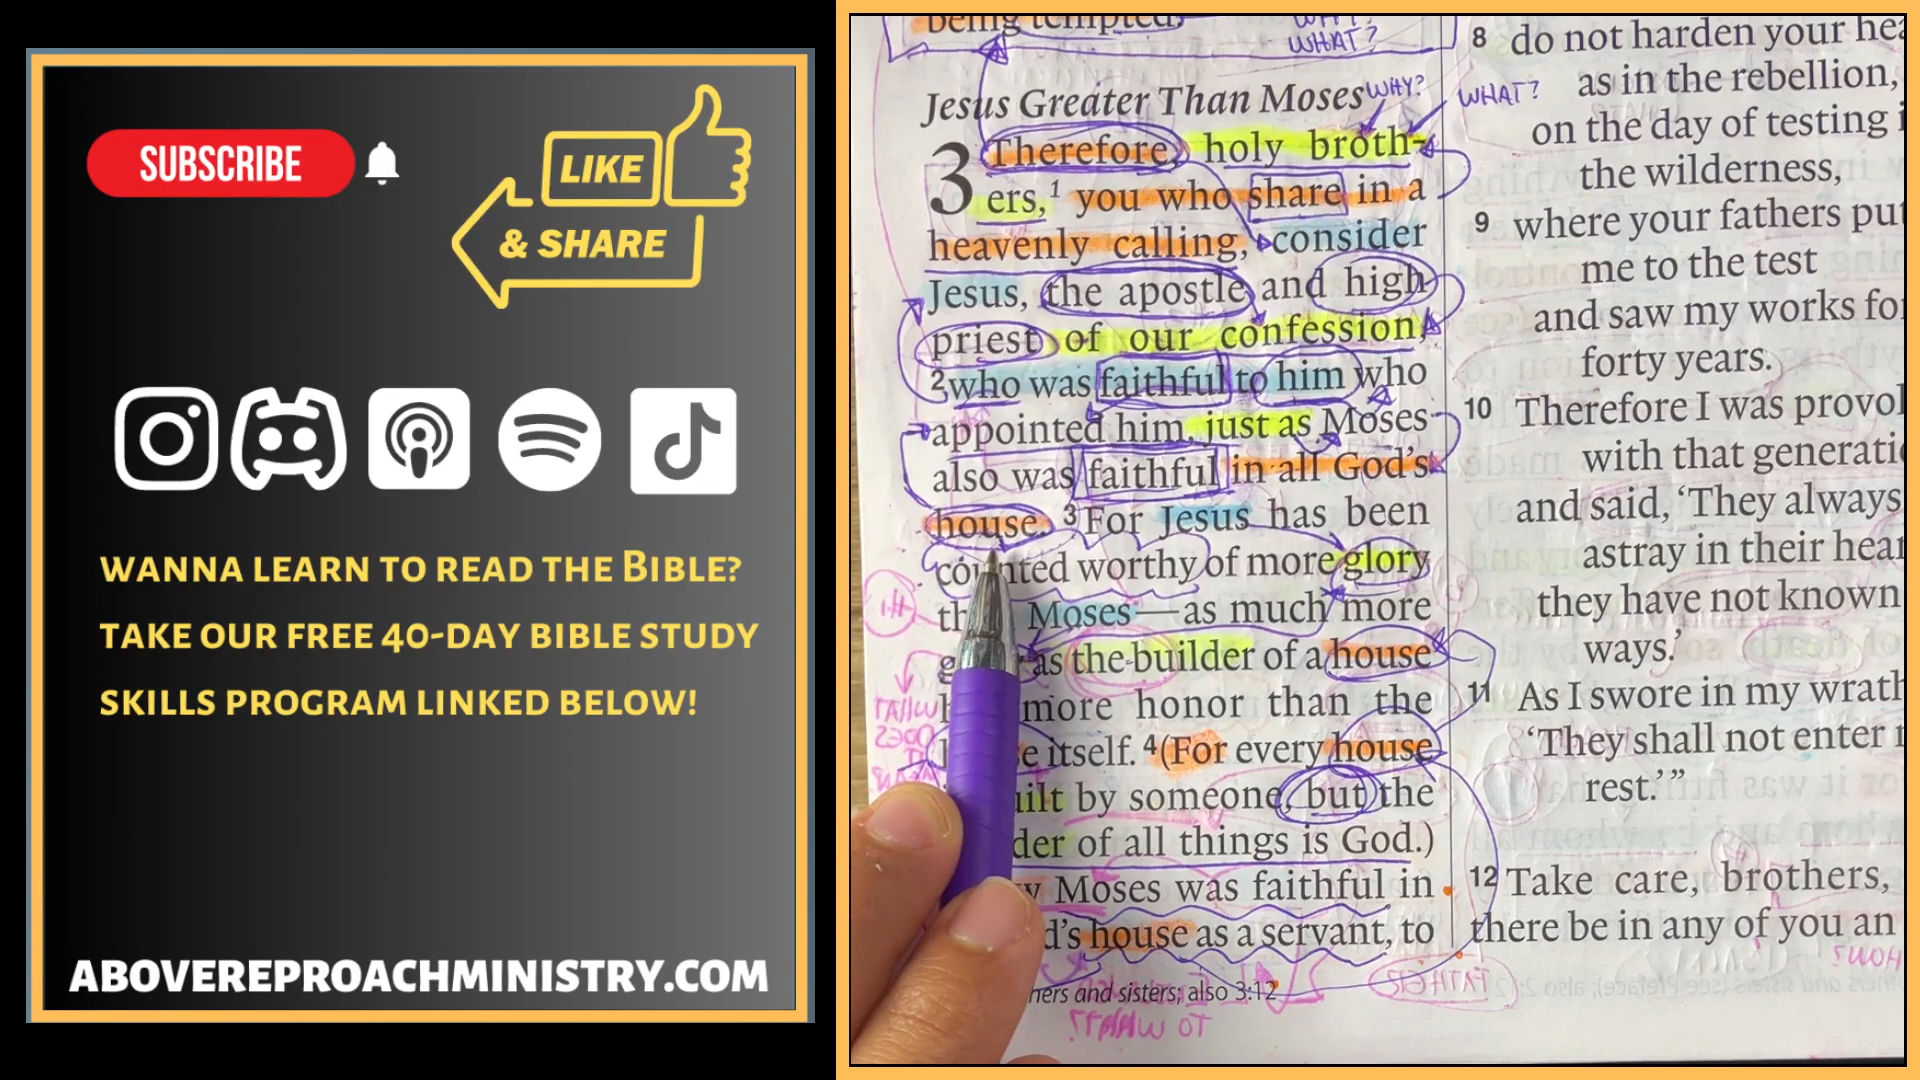 SUBSCRIBE
LIKE
& SHARE
WANNA LEARN TO READ THE BIBLE?
TAKE OUR FREE 40-DAY BIBLE STUDY
SKILLS PROGRAM LINKED BELOW!
ABOVEREPROACHMINISTRY.COM
being tempted.
WHAT?
Jesus Greater Than Moses
WHY?
WHAT?
3 Therefore, holy broth-
ers,¹ you who share in a
heavenly calling, consider
Jesus, the apostle and high
priest of our confession,
2 who was faithful to him who
appointed him, just as Moses
also was faithful in all God's
house. 3 For Jesus has been
counted worthy of more glory
Moses—as much more
as the builder of a house
more honor than the
itself. 4 (For every house
by someone, but the
of all things is God.)
Moses was faithful in
house as a servant, to
and sisters; also 3:12
8 do not harden your
as in the rebellion,
on the day of testing
the wilderness,
9 where your fathers put
me to the test
and saw my works for
forty years.
10 Therefore I was
with that
and said, 'They always
astray in their
they have not known
ways.'
11 As I swore in my wrath
'They shall not enter
rest.'"
12 Take care, brothers,
there be in any of you an